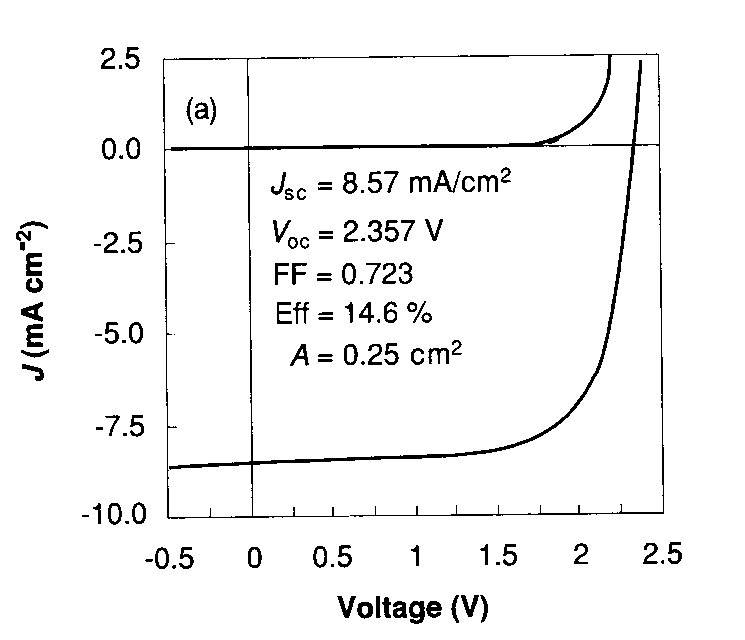 2.5
(a)
0.0
Jsc = 8.57 mA/cm²
Voc = 2.357 V
-2.5
FF = 0.723
Eff = 14.6 %
-5.0
A = 0.25 cm²
-7.5
-10.0
-0.5 0 0.5 1 1.5 2 2.5
Voltage (V)
J (mA cm⁻²)